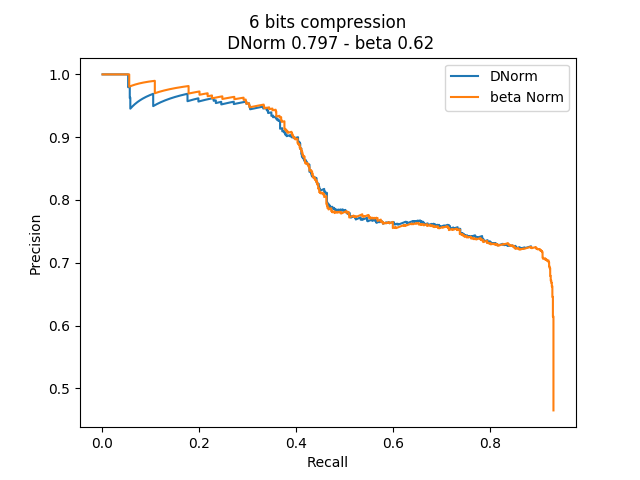 6 bits compression
DNorm 0.797 - beta 0.62
DNorm
beta Norm
1.0
0.9
0.8
0.7
0.6
0.5
Precision
0.0
0.2
0.4
0.6
0.8
Recall